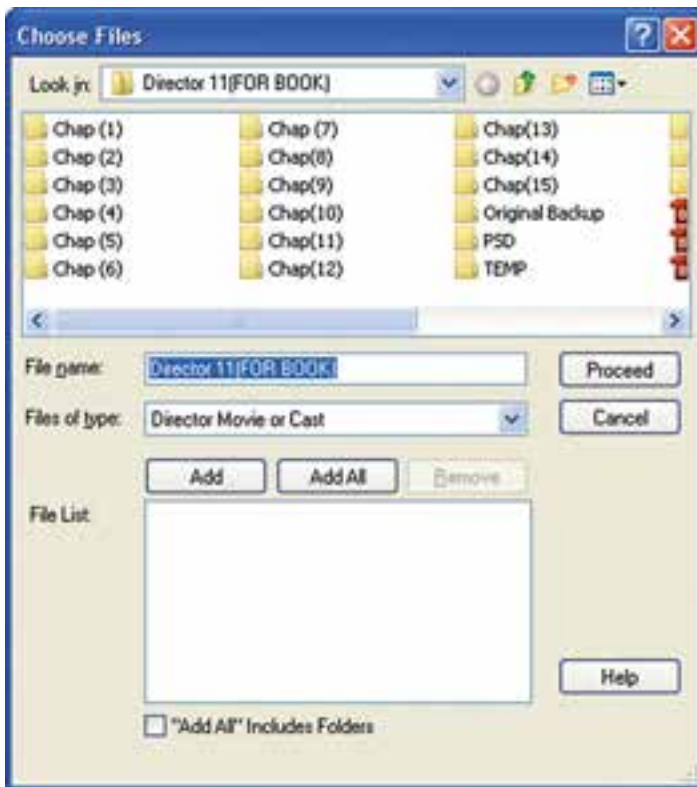 Choose Files
Look in: Director 11(FOR BOOK)
Chap (1) Chap (7) Chap(13)
Chap (2) Chap(8) Chap(14)
Chap (3) Chap(9) Chap(15)
Chap (4) Chap(10) Original Backup
Chap (5) Chap(11) PSD
Chap (6) Chap(12) TEMP
File name: Director 11(FOR BOOK) Proceed
Files of type: Director Movie or Cast Cancel
Add Add All Remove
File List:
Help
"Add All" Includes Folders